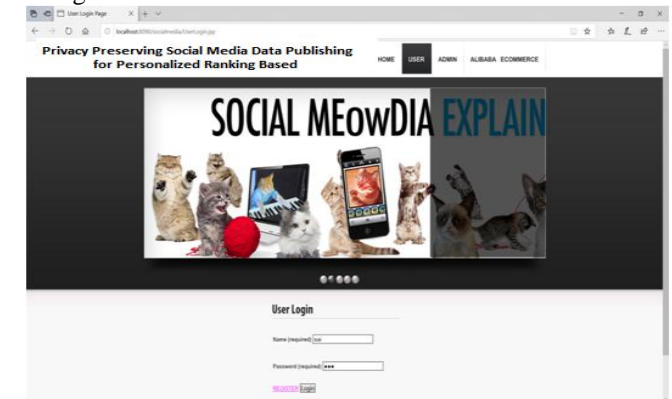 User Login Page
localhost:8090/socialmedia/UserLogin.jsp
Privacy Preserving Social Media Data Publishing
for Personalized Ranking Based
HOME USER ADMIN ALIBABA ECOMMERCE
SOCIAL MEowDIA EXPLAIN
User Login
Name (required)
Password (required)
REGISTER Login